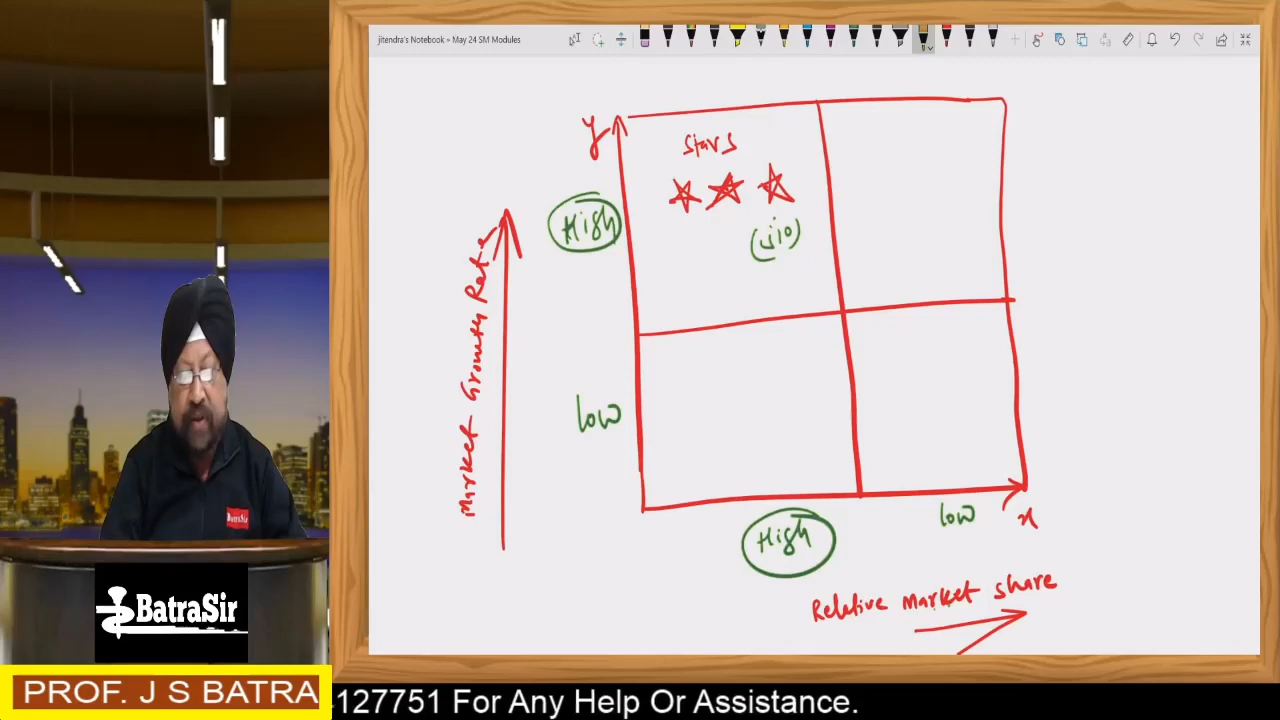 jitendra's Notebook » May 24 SM Modules
y
Stars
High
(jio)
Market Growth Rate
low
High
low
x
Relative Market share
BatraSir
BatraSir
PROF. J S BATRA
127751 For Any Help Or Assistance.